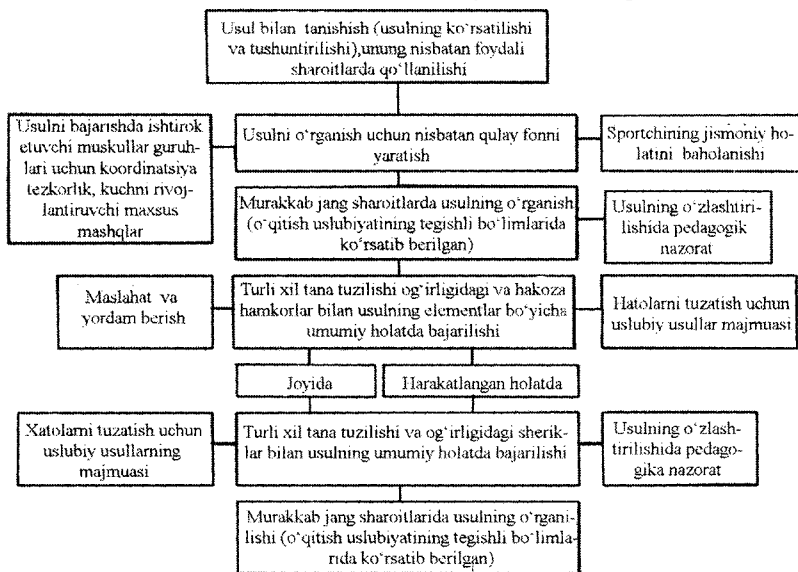 Usul bilan tanishish (usulning ko‘rsatilishi
va tushuntirilishi),unung nisbatan foydali
sharoitlarda qo‘llanilishi
Usulni bajarishda ishtirok
etuvchi muskullar guruh-
lari uchun koordinatsiya
tezkorlik, kuchni rivoj-
lantiruvchi maxsus
mashqlar
Usulni o‘rganish uchun nisbatan qulay fonni
yaratish
Sportchining jismoniy ho-
latini baholanishi
Murakkab jang sharoitlarda usulning o‘rganish
(o‘qitish uslubiyatining tegishli bo‘limlarida
ko‘rsatib berilgan)
Usulning o‘zlashtiri-
lishida pedagogik
nazorat
Maslahat va
yordam berish
Turli xil tana tuzilishi og‘irligidagi va hakoza
hamkorlar bilan usulning elementlar bo‘yicha
umumiy holatda bajarilishi
Hatolarni tuzatish uchun
uslubiy usullar majmuasi
Joyida
Harakatlangan holatda
Xatolarni tuzatish uchun
uslubiy usullarning
majmuasi
Turli xil tana tuzilishi va og‘irligidagi sherik-
lar bilan usulning umumiy holatda bajarilishi
Usulning o‘zlash-
tirilishida pedago-
gika nazorat
Murakkab jang sharoitlarida usulning o‘rgani-
lishi (o‘qitish uslubiyatining tegishli bo‘limla-
rida ko‘rsatib berilgan)